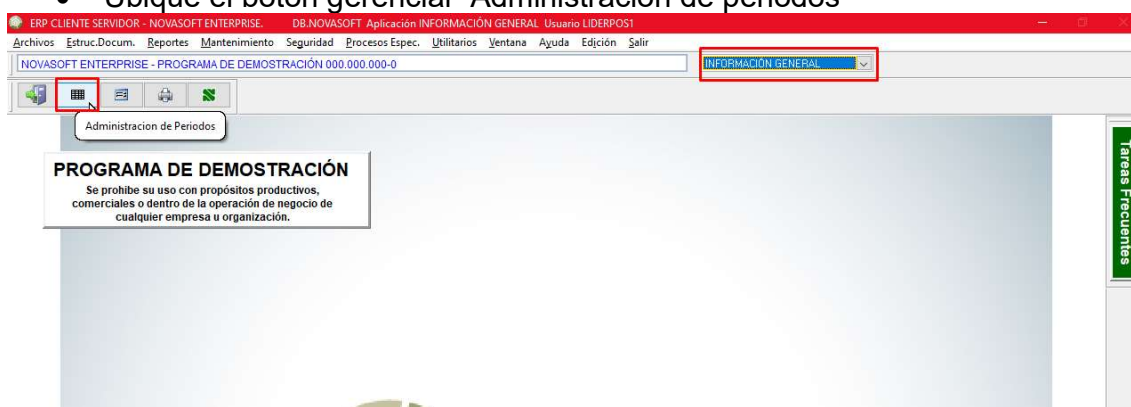 • Ubique el botón gerencial “Administración de periodos”
ERP CLIENTE SERVIDOR - NOVASOFT ENTERPRISE. DB.NOVASOFT Aplicación INFORMACIÓN GENERAL Usuario LIDERPOS1
Archivos Estruc.Docum. Reportes Mantenimiento Seguridad Procesos Espec. Utilitarios Ventana Ayuda Edición Salir
NOVASOFT ENTERPRISE - PROGRAMA DE DEMOSTRACIÓN 000.000.000-0 INFORMACIÓN GENERAL
Administracion de Periodos
PROGRAMA DE DEMOSTRACIÓN
Se prohibe su uso con propósitos productivos,
comerciales o dentro de la operación de negocio de
cualquier empresa u organización.
Tareas Frecuentes